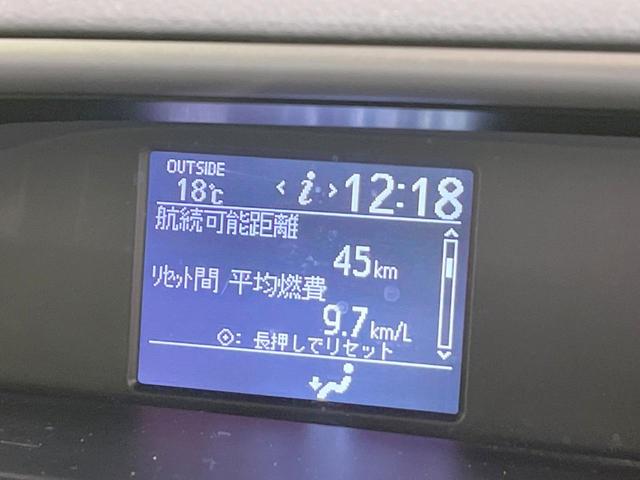 OUTSIDE
18℃ < i > 12:18
航続可能距離
45km
リセット間 平均燃費
9.7km/L
: 長押しでリセット